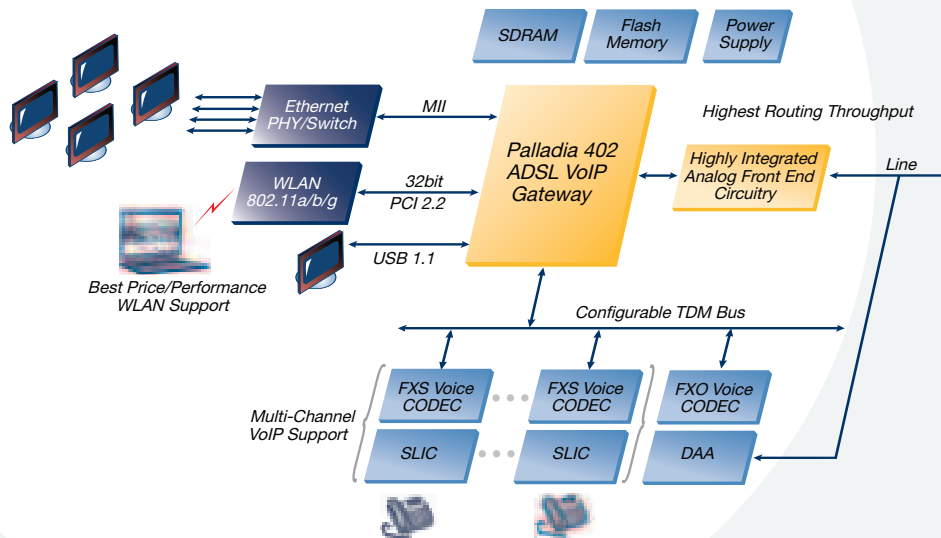 SDRAM
Flash
Memory
Power
Supply
Ethernet
PHY/Switch
MII
Highest Routing Throughput
Palladia 402
ADSL VoIP
Gateway
Highly Integrated
Analog Front End
Circuitry
Line
WLAN
802.11a/b/g
32bit
PCI 2.2
USB 1.1
Best Price/Performance
WLAN Support
Configurable TDM Bus
FXS Voice
CODEC
FXS Voice
CODEC
FXO Voice
CODEC
Multi-Channel
VoIP Support
SLIC
SLIC
DAA